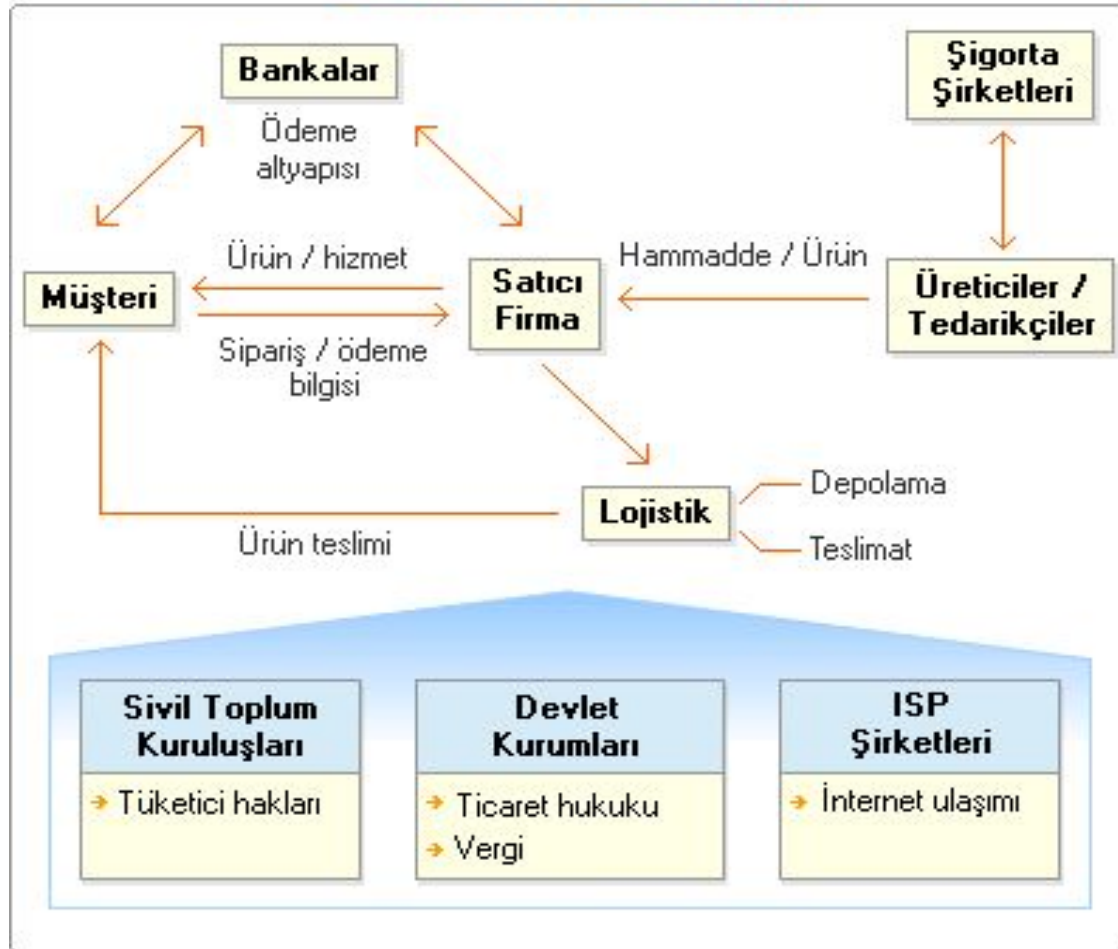 Bankalar
Ödeme
altyapısı
Şigorta
Şirketleri
Ürün / hizmet
Müşteri
Sipariş / ödeme
bilgisi
Satıcı
Firma
Hammadde / Ürün
Üreticiler /
Tedarikçiler
Lojistik
Depolama
Teslimat
Ürün teslimi
Sivil Toplum
Kuruluşları
Tüketici hakları
Devlet
Kurumları
Ticaret hukuku
Vergi
ISP
Şirketleri
İnternet ulaşımı